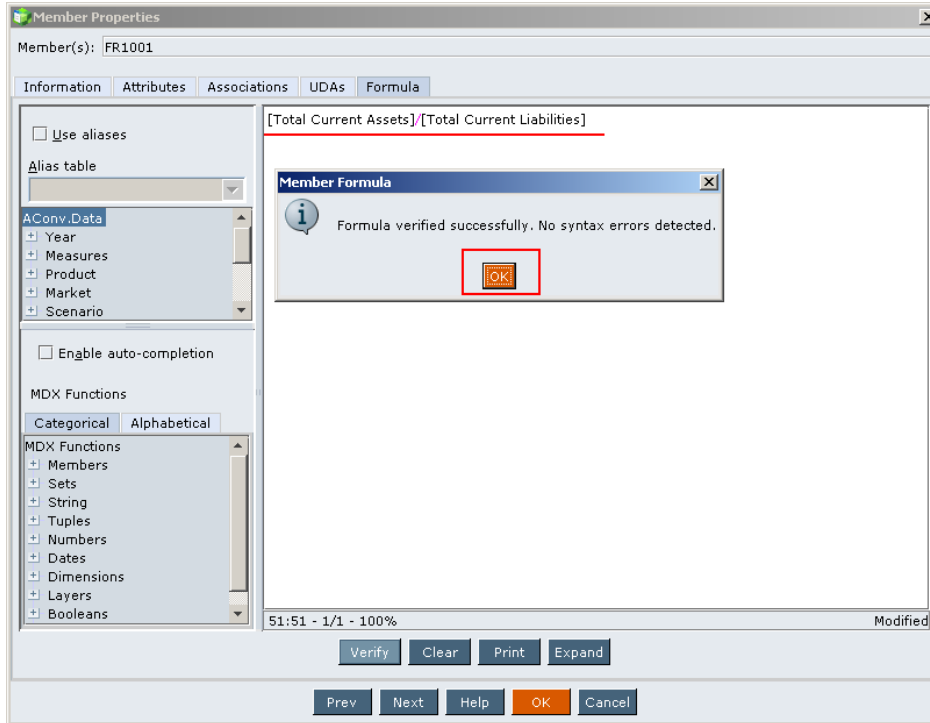 Member Properties
Member(s): FR1001
Information Attributes Associations UDAs Formula
Use aliases
Alias table
AConv.Data
Year
Measures
Product
Market
Scenario
Enable auto-completion
MDX Functions
Categorical Alphabetical
MDX Functions
Members
Sets
String
Tuples
Numbers
Dates
Dimensions
Layers
Booleans
[Total Current Assets]/[Total Current Liabilities]
Member Formula
Formula verified successfully. No syntax errors detected.
OK
51:51 - 1/1 - 100% Modified
Verify Clear Print Expand
Prev Next Help OK Cancel